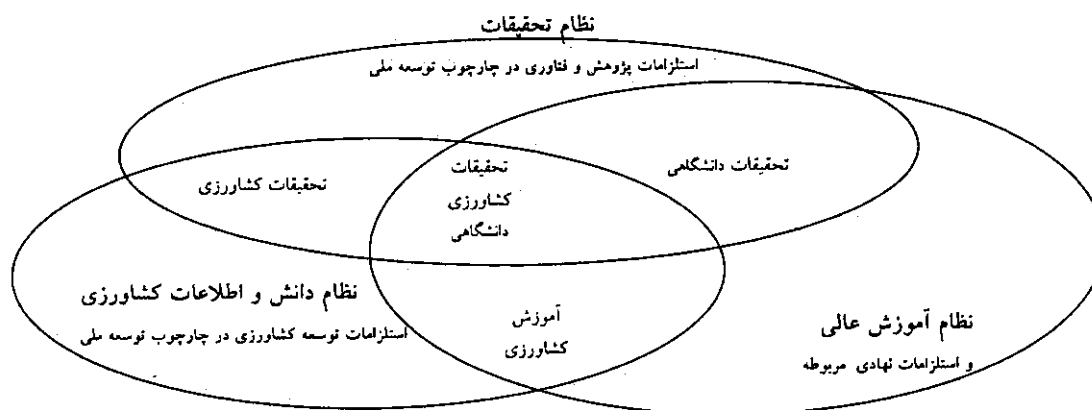 نظام تحقیقات
استلزامات پژوهش و فناوری در چارچوب توسعه ملی
تحقیقات دانشگاهی
تحقیقات
کشاورزی
دانشگاهی
تحقیقات کشاورزی
نظام دانش و اطلاعات کشاورزی
استلزامات توسعه کشاورزی در چارچوب توسعه ملی
آموزش
کشاورزی
نظام آموزش عالی
و استلزامات نهادی مربوطه